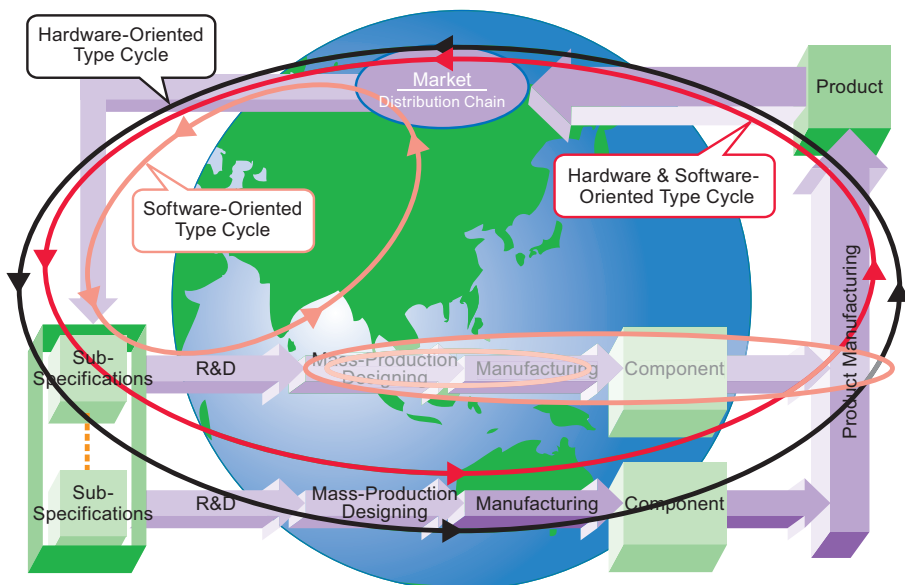 Hardware-Oriented
Type Cycle
Market
Distribution Chain
Product
Hardware & Software-
Oriented Type Cycle
Software-Oriented
Type Cycle
Product Manufacturing
Sub-
Specifications
R&D
Mass-Production
Designing
Manufacturing
Component
Sub-
Specifications
R&D
Mass-Production
Designing
Manufacturing
Component